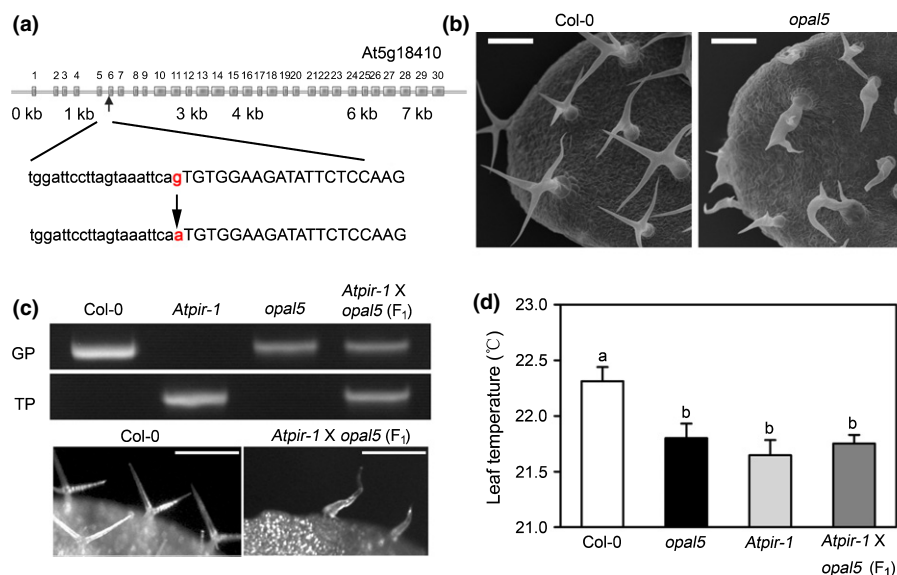 (a)
At5g18410
1 2 3 4 5 6 7 8 9 10 11 12 13 14 15 16 17 18 19 20 21 22 23 24 25 26 27 28 29 30
0 kb 1 kb 3 kb 4 kb 6 kb 7 kb
tggattccttagtaaattcagTGTGGAAGATATTCTCCAAG
tggattccttagtaaattcaaTGTGGAAGATATTCTCCAAG
(b)
Col-0 opal5
(c)
Col-0 Atpir-1 opal5 Atpir-1 X
opal5 (F1)
GP
TP
Col-0 Atpir-1 X opal5 (F1)
(d)
23.0
22.5
22.0
21.5
21.0
Leaf temperature (℃)
a
b
b
b
Col-0 opal5 Atpir-1 Atpir-1 X
opal5 (F1)